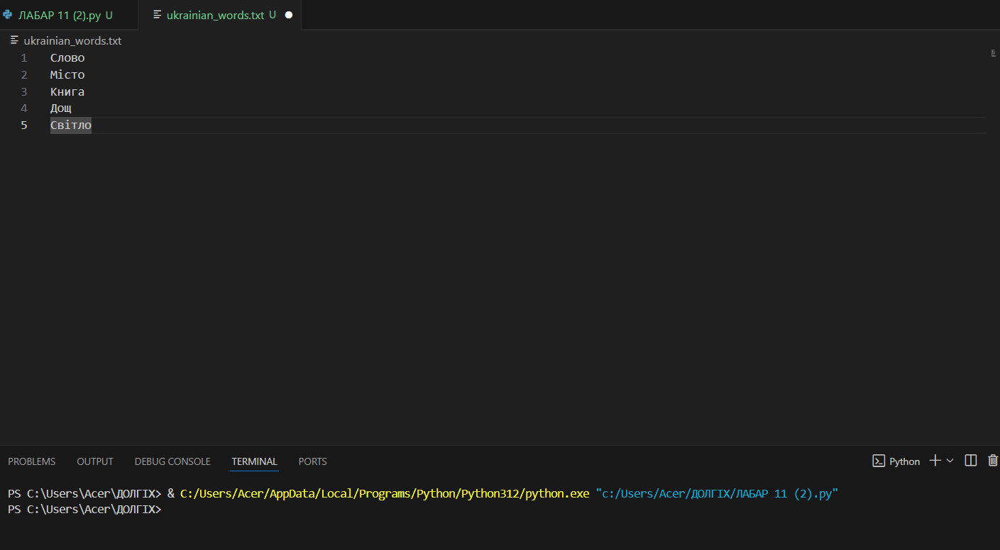 ЛАБАР 11 (2).py U ukrainian_words.txt U
ukrainian_words.txt
1 Слово
2 Місто
3 Книга
4 Дощ
5 Світло
PROBLEMS OUTPUT DEBUG CONSOLE TERMINAL PORTS Python
PS C:\Users\Acer\ДОЛГІХ> & C:/Users/Acer/AppData/Local/Programs/Python/Python312/python.exe "c:/Users/Acer/ДОЛГІХ/ЛАБАР 11 (2).py"
PS C:\Users\Acer\ДОЛГІХ>